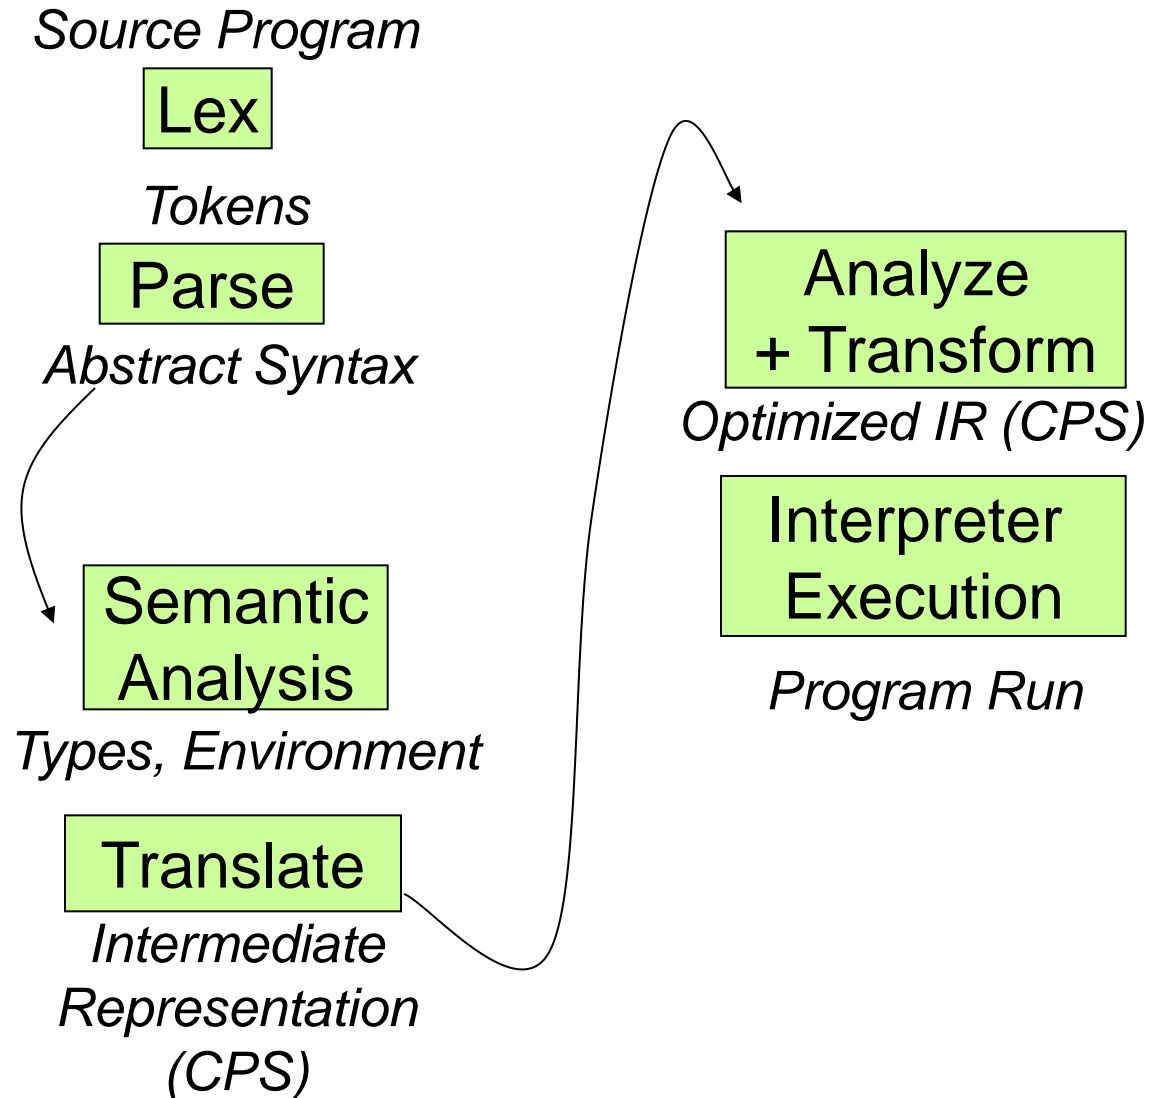 Source Program
Lex
Tokens
Parse
Abstract Syntax
Semantic
Analysis
Types, Environment
Translate
Intermediate
Representation
(CPS)
Analyze
+ Transform
Optimized IR (CPS)
Interpreter
Execution
Program Run